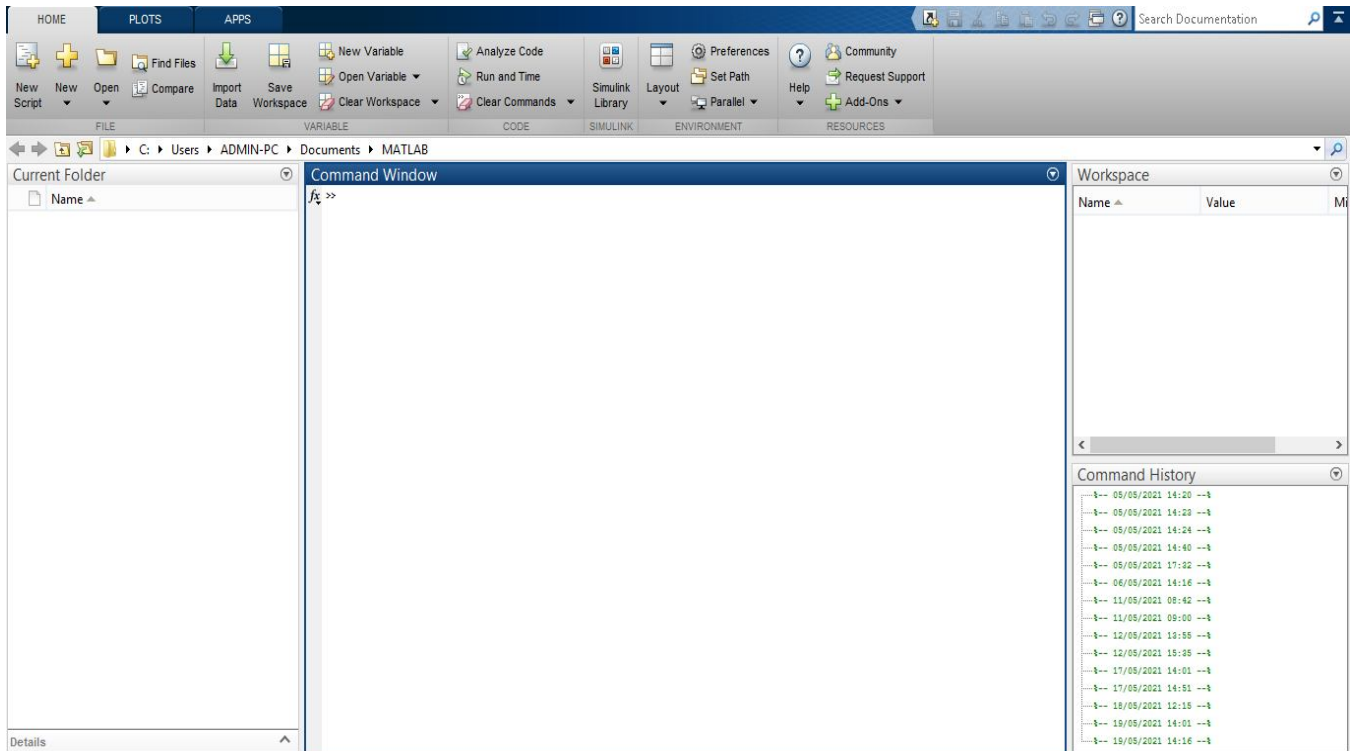 HOME PLOTS APPS Search Documentation
New Script New Open Find Files Compare Import Data Save Workspace New Variable Open Variable Clear Workspace Analyze Code Run and Time Clear Commands Simulink Library Layout Preferences Set Path Parallel Help Community Request Support Add-Ons
FILE VARIABLE CODE SIMULINK ENVIRONMENT RESOURCES
C: Users ADMIN-PC Documents MATLAB
Current Folder
Name
Details
Command Window
fx >>
Workspace
Name Value Mi
Command History
%-- 05/05/2021 14:20 --%
%-- 05/05/2021 14:23 --%
%-- 05/05/2021 14:24 --%
%-- 05/05/2021 14:40 --%
%-- 05/05/2021 17:32 --%
%-- 06/05/2021 14:16 --%
%-- 11/05/2021 08:42 --%
%-- 11/05/2021 09:00 --%
%-- 12/05/2021 13:55 --%
%-- 12/05/2021 15:35 --%
%-- 17/05/2021 14:01 --%
%-- 17/05/2021 14:51 --%
%-- 18/05/2021 12:15 --%
%-- 19/05/2021 14:01 --%
%-- 19/05/2021 14:16 --%